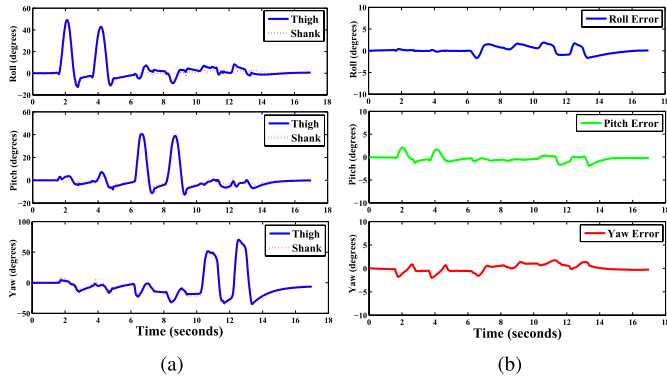 60
40
20
0
-20
Roll (degrees)
Thigh
Shank
0 2 4 6 8 10 12 14 16 18
60
40
20
0
-20
Pitch (degrees)
Thigh
Shank
0 2 4 6 8 10 12 14 16 18
100
50
0
-50
Yaw (degrees)
Thigh
Shank
0 2 4 6 8 10 12 14 16 18
Time (seconds)
(a)
10
5
0
-5
-10
Roll (degrees)
Roll Error
0 2 4 6 8 10 12 14 16 18
10
5
0
-5
-10
Pitch (degrees)
Pitch Error
0 2 4 6 8 10 12 14 16 18
10
5
0
-5
-10
Yaw (degrees)
Yaw Error
0 2 4 6 8 10 12 14 16 18
Time (seconds)
(b)